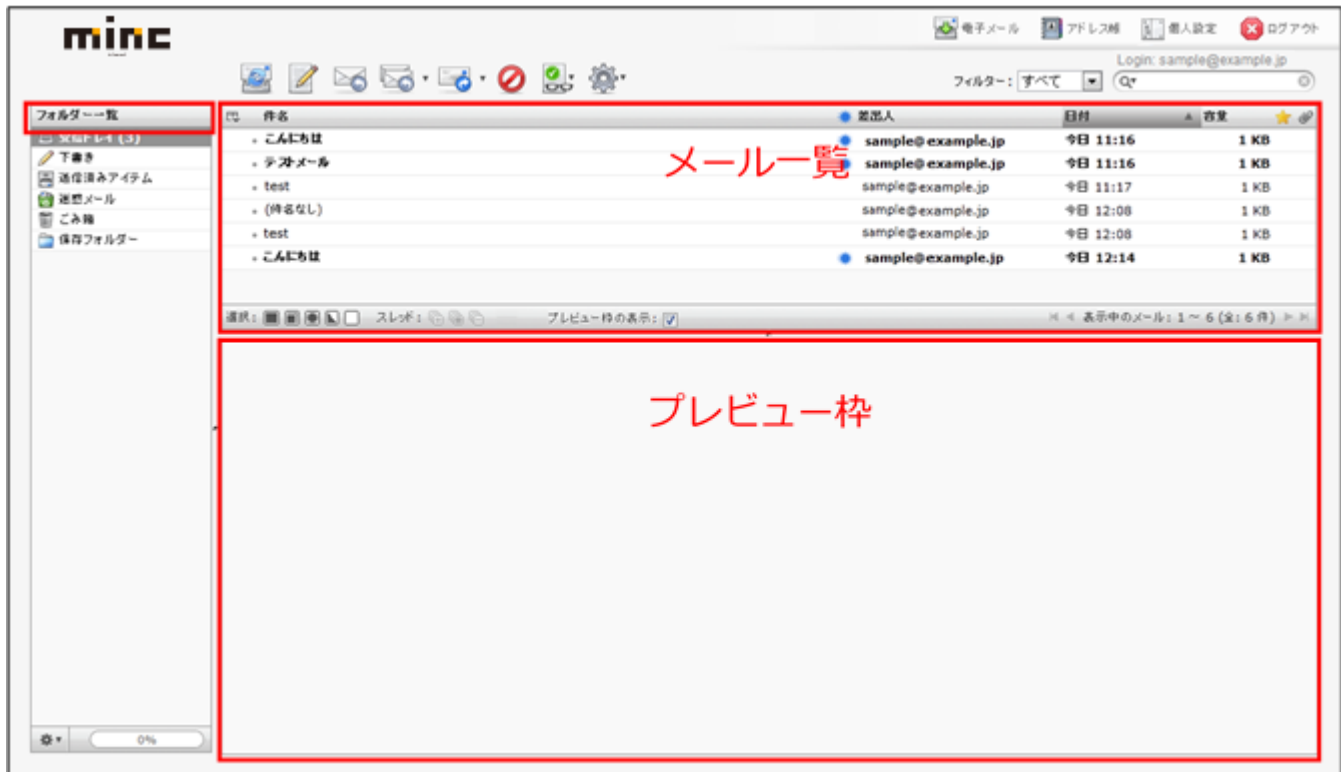 minc
電子メール アドレス帳 個人設定 ログアウト
Login: sample@example.jp
フィルター: すべて
フォルダー一覧
件名 差出人 日付 容量
受信トレイ (3)
下書き
送信済みアイテム
迷惑メール
ごみ箱
保存フォルダー
こんにちは sample@example.jp 今日 11:16 1 KB
テストメール sample@example.jp 今日 11:16 1 KB
test sample@example.jp 今日 11:17 1 KB
(件名なし) sample@example.jp 今日 12:08 1 KB
test sample@example.jp 今日 12:08 1 KB
こんにちは sample@example.jp 今日 12:14 1 KB
メール一覧
選択: スレッド: プレビュー枠の表示: 表示中のメール: 1 ～ 6 (全: 6 件)
プレビュー枠
0%